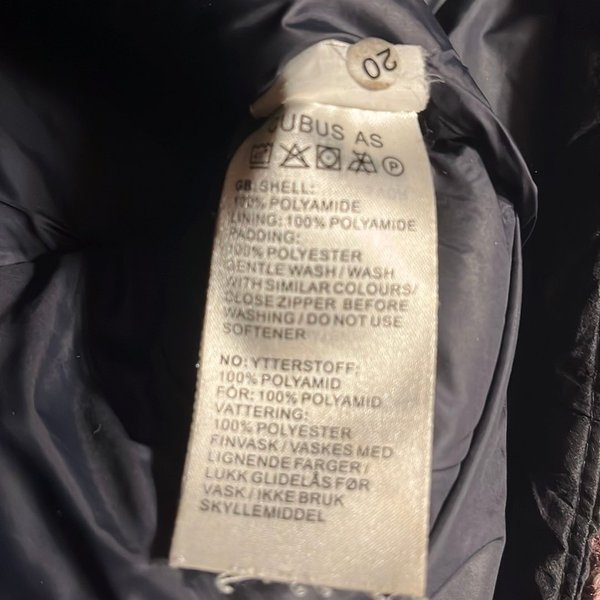 20
CUBUS AS
P
GB: SHELL:
100% POLYAMIDE
LINING: 100% POLYAMIDE
PADDING:
100% POLYESTER
GENTLE WASH / WASH
WITH SIMILAR COLOURS/
CLOSE ZIPPER BEFORE
WASHING / DO NOT USE
SOFTENER
NO: YTTERSTOFF:
100% POLYAMID
FÓR: 100% POLYAMID
VATTERING:
100% POLYESTER
FINVASK / VASKES MED
LIGNENDE FARGER /
LUKK GLIDELÅS FØR
VASK / IKKE BRUK
SKYLLEMIDDEL